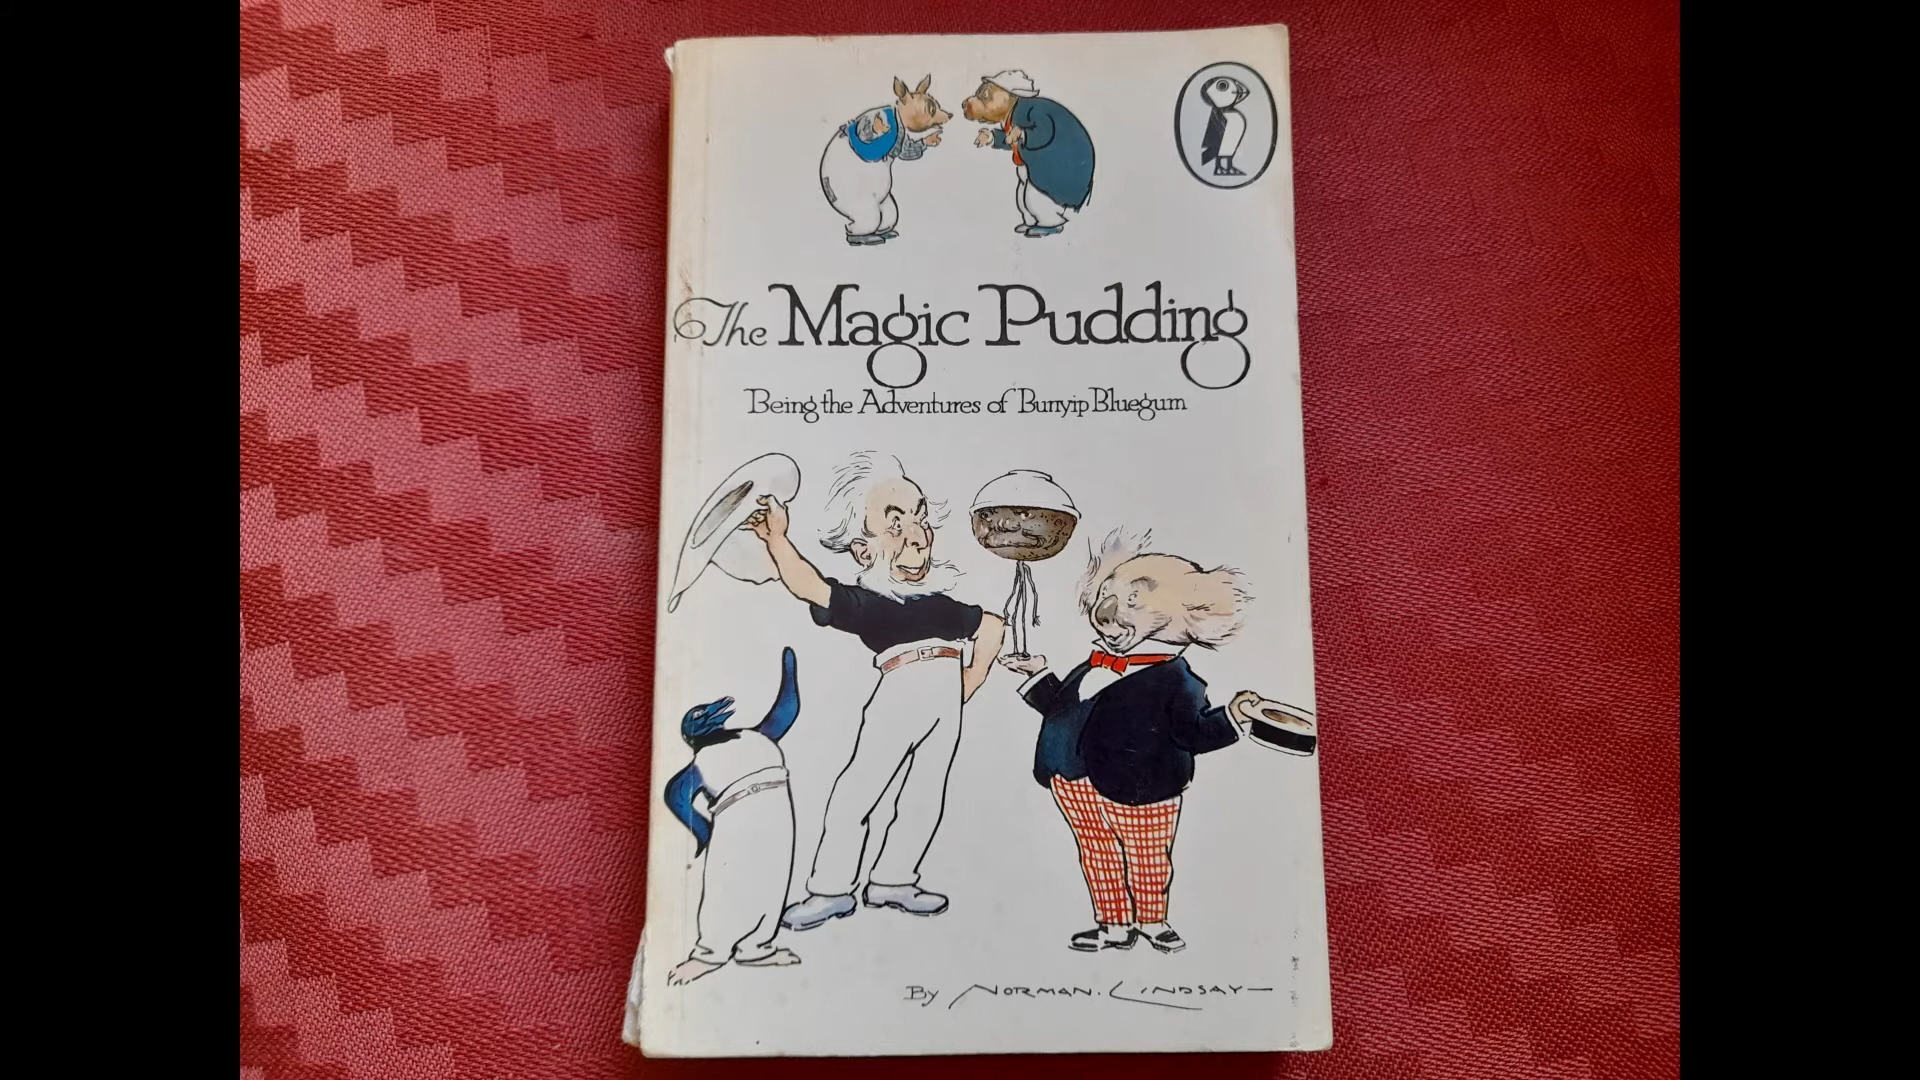 The Magic Pudding
Being the Adventures of Bunyip Bluegum
By NORMAN. LINDSAY